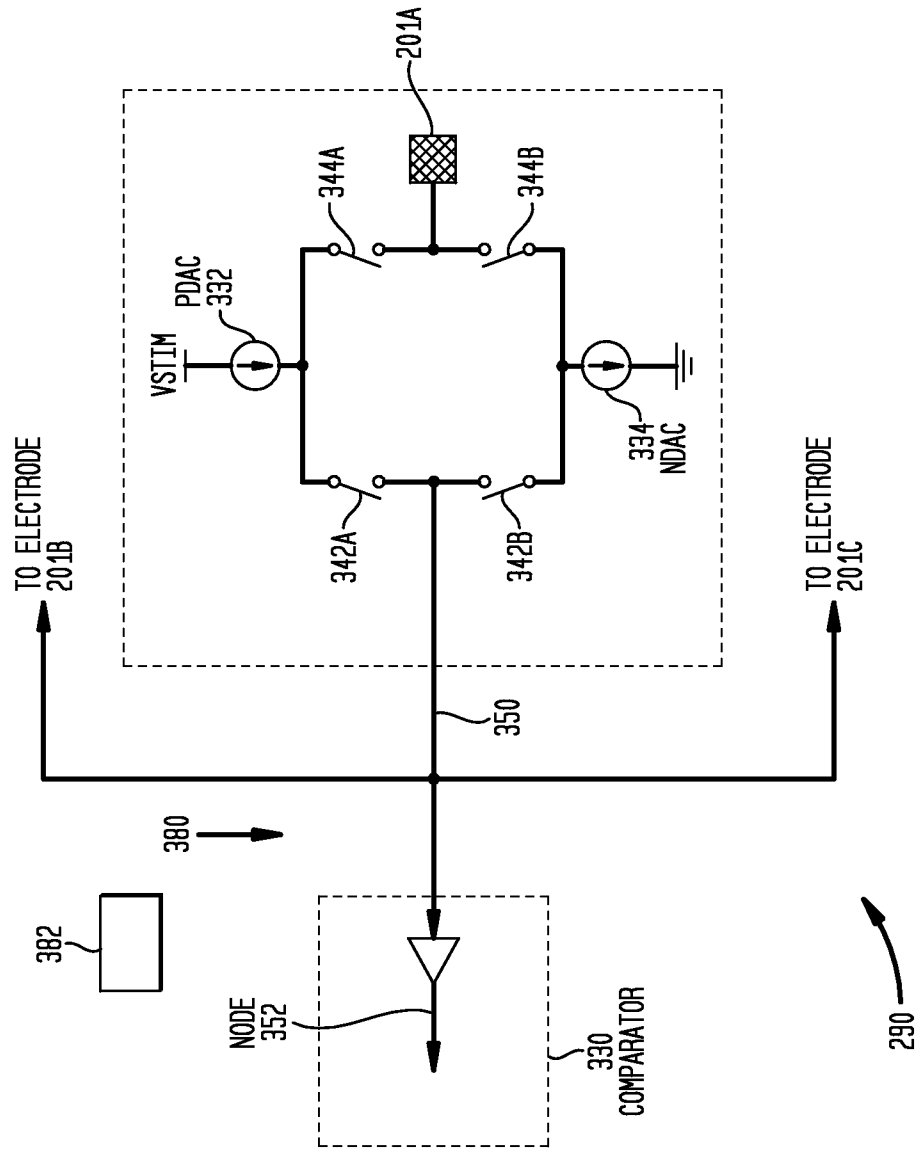 TO ELECTRODE
201B
TO ELECTRODE
201C
VSTIM
PDAC
332
344A
201A
344B
334
NDAC
342A
342B
350
380
382
NODE
352
330
COMPARATOR
290